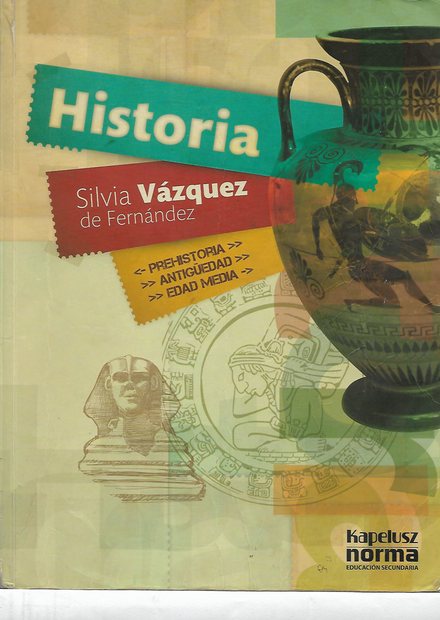 Historia
Silvia Vázquez
de Fernández
<- PREHISTORIA >>
>> ANTIGÜEDAD >>
>> EDAD MEDIA ->
Kapelusz
norma
EDUCACIÓN SECUNDARIA